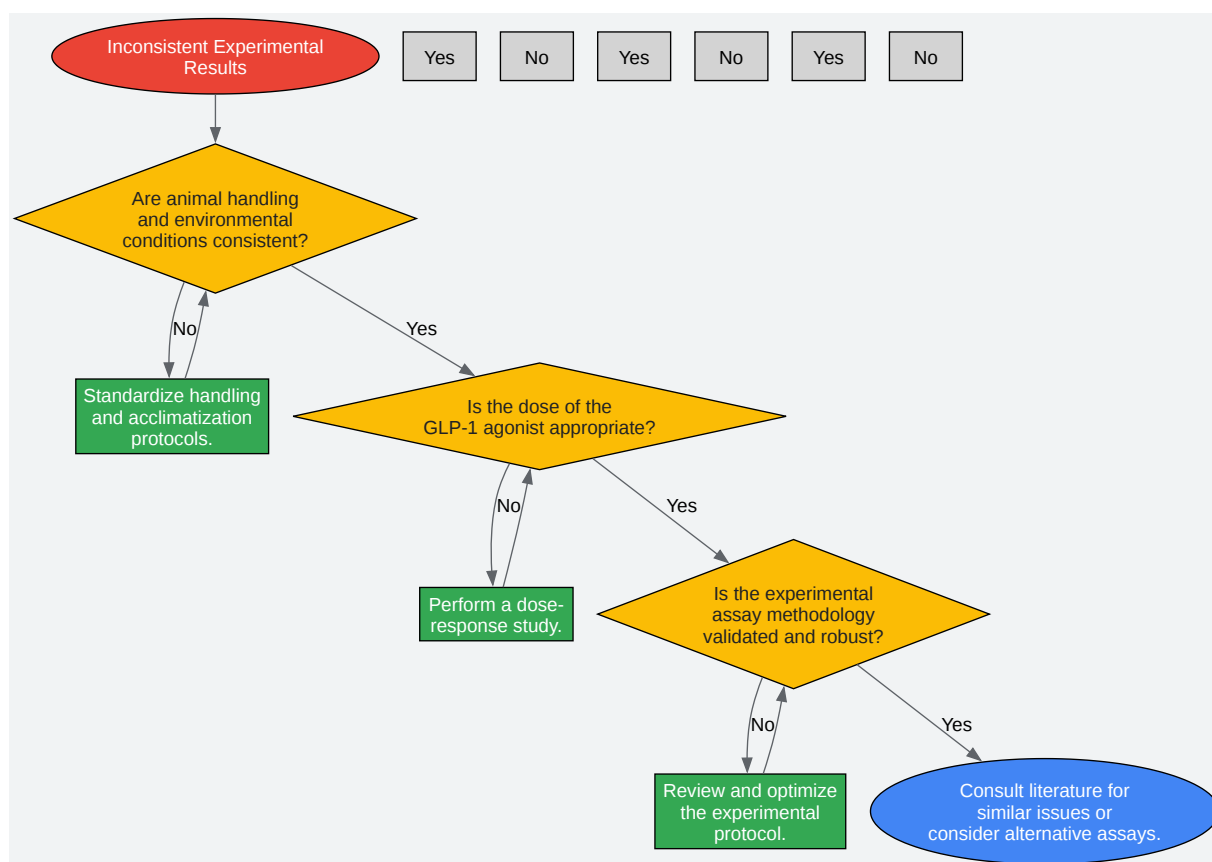 Inconsistent Experimental
Results
Yes
No
Yes
No
Yes
No
Are animal handling
and environmental
conditions consistent?
No
Yes
Standardize handling
and acclimatization
protocols.
Is the dose of the
GLP-1 agonist appropriate?
No
Yes
Perform a dose-
response study.
Is the experimental
assay methodology
validated and robust?
No
Yes
Review and optimize
the experimental
protocol.
Consult literature for
similar issues or
consider alternative assays.